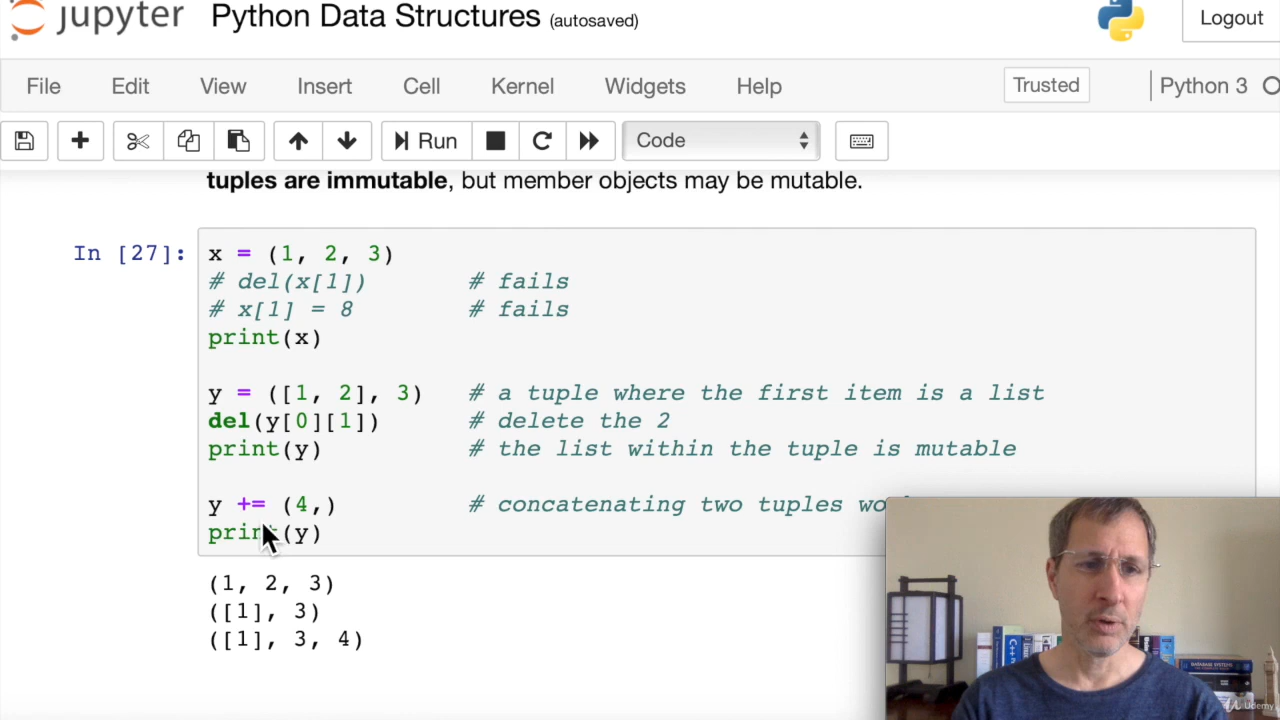 jupyter Python Data Structures (autosaved) Logout
File Edit View Insert Cell Kernel Widgets Help Trusted Python 3
Run Code
tuples are immutable, but member objects may be mutable.
In [27]: x = (1, 2, 3)
# del(x[1]) # fails
# x[1] = 8 # fails
print(x)
y = ([1, 2], 3) # a tuple where the first item is a list
del(y[0][1]) # delete the 2
print(y) # the list within the tuple is mutable
y += (4,) # concatenating two tuples
print(y)
(1, 2, 3)
([1], 3)
([1], 3, 4)
C++
DATABASE SYSTEMS
Udemy